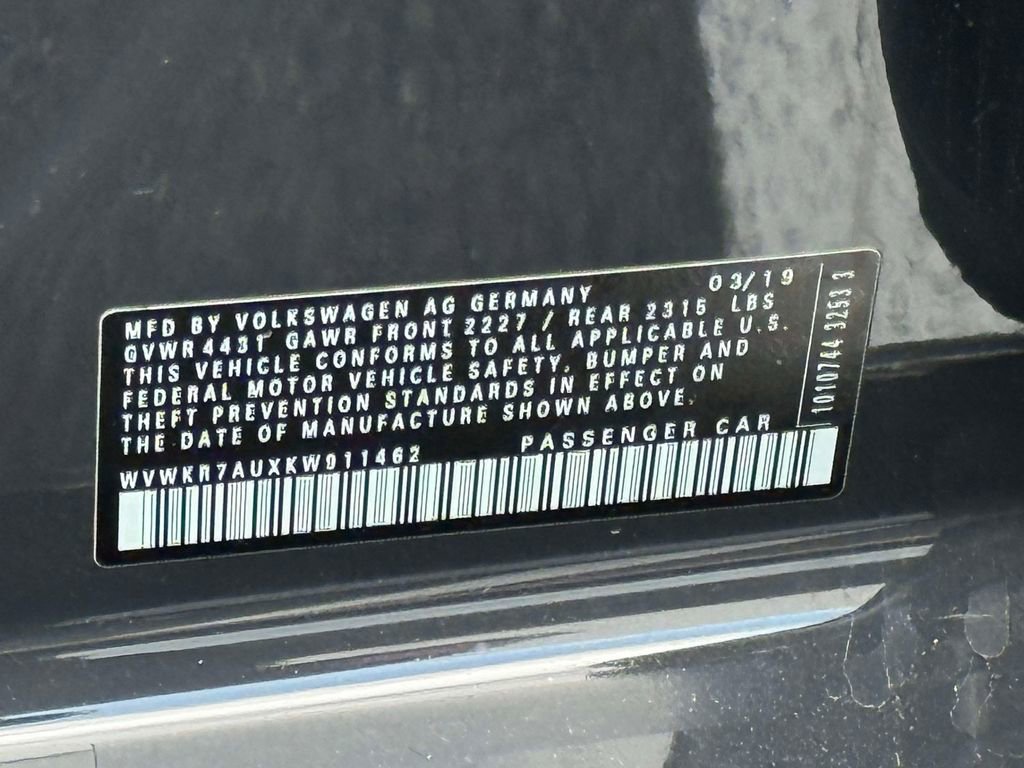 03/19
MFD BY VOLKSWAGEN AG GERMANY
GVWR 4431 GAWR FRONT 2227 / REAR 2315 LBS
THIS VEHICLE CONFORMS TO ALL APPLICABLE U.S.
FEDERAL MOTOR VEHICLE SAFETY, BUMPER AND
THEFT PREVENTION STANDARDS IN EFFECT ON
THE DATE OF MANUFACTURE SHOWN ABOVE.
WVWKR7AUXKW911462 PASSENGER CAR
1010744 3253 3